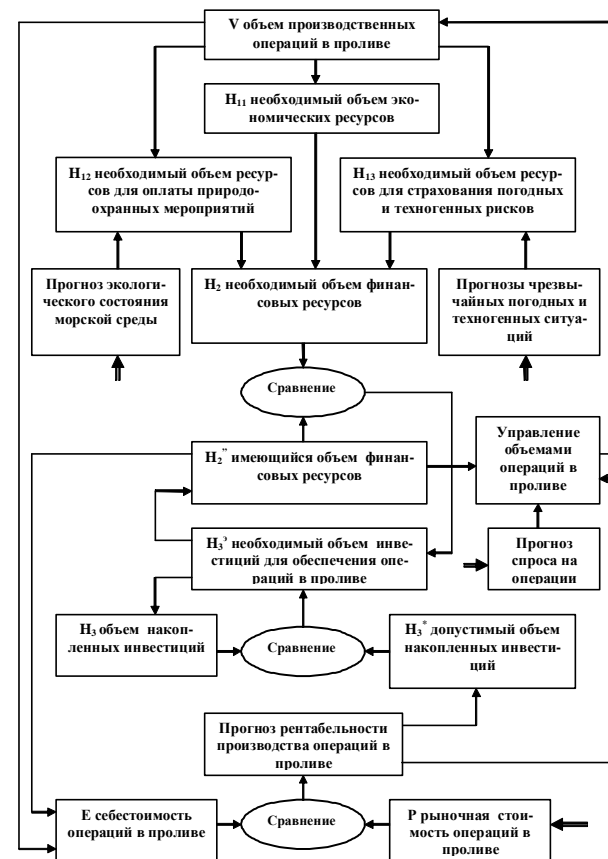 V объем производственных
операций в проливе
H₁₁ необходимый объем эко-
номических ресурсов
H₁₂ необходимый объем ресур-
сов для оплаты природо-
охранных мероприятий
H₁₃ необходимый объем ресур-
сов для страхования погодных
и техногенных рисков
Прогноз экологи-
ческого состояния
морской среды
H₂ необходимый объем финан-
совых ресурсов
Прогнозы чрезвы-
чайных погодных и
техногенных ситуа-
ций
Сравнение
H₂'' имеющийся объем финан-
совых ресурсов
Управление
объемами
операций в
проливе
H₃Э необходимый объем инве-
стиций для обеспечения опе-
раций в проливе
Прогноз
спроса на
операции
H₃ объем накоп-
ленных инвестиций
Сравнение
H₃* допустимый объем
накопленных инвести-
ций
Прогноз рентабельности
производства операций в
проливе
E себестоимость
операций в проливе
Сравнение
P рыночная стои-
мость операций в
проливе